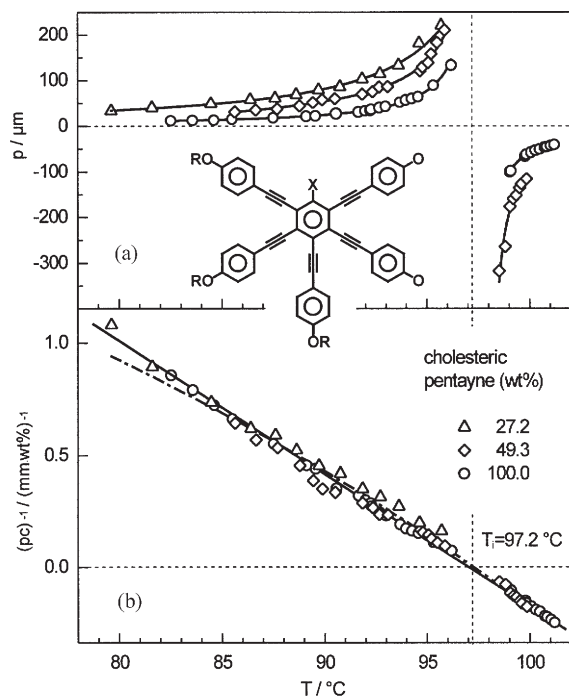 200
100
0
-100
-200
-300
p / µm
(a)
RO
X
O
RO
O
OR
1.0
0.5
0.0
(pc)⁻¹ / (mmwt%)⁻¹
cholesteric
pentayne (wt%)
△ 27.2
◇ 49.3
○ 100.0
Tᵢ=97.2 °C
(b)
80 85 90 95 100
T / °C